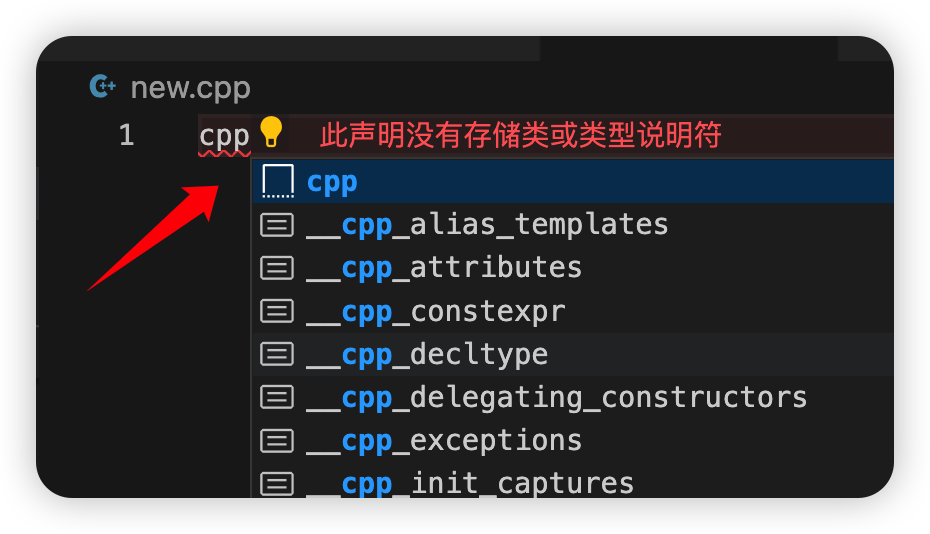 new.cpp
1 cpp 此声明没有存储类或类型说明符
cpp
__cpp_alias_templates
__cpp_attributes
__cpp_constexpr
__cpp_decltype
__cpp_delegating_constructors
__cpp_exceptions
__cpp_init_captures